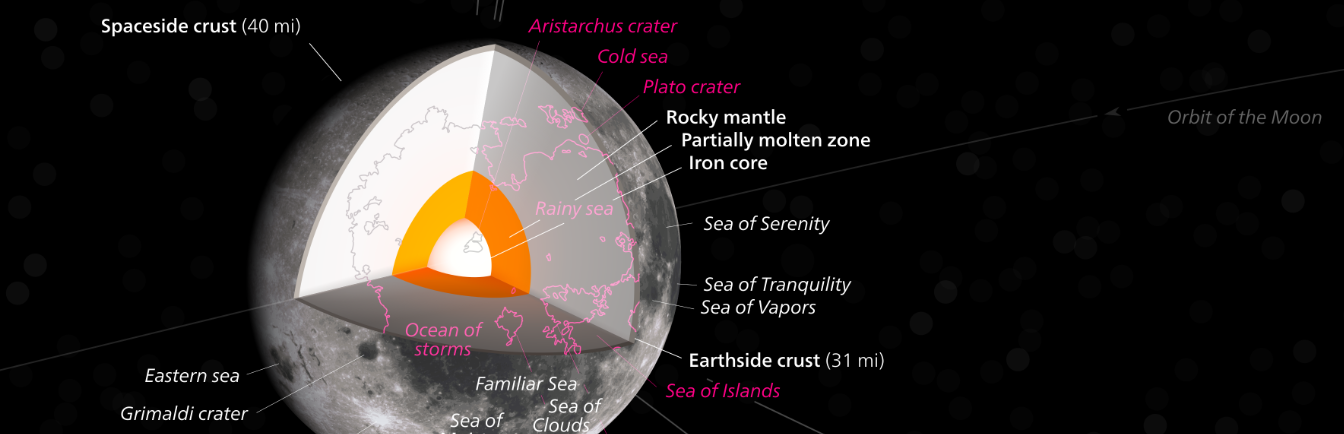 Aristarchus crater
Spaceside crust (40 mi)
Cold sea
Plato crater
Rocky mantle
Orbit of the Moon
Partially molten zone
Iron core
Rainy sea
Sea of Serenity
Sea of Tranquility
Sea of Vapors
Ocean of
storms
Earthside crust (31 mi)
Eastern sea
Familiar Sea
Sea of Islands
Grimaldi crater
Sea of
Clouds
Sea of